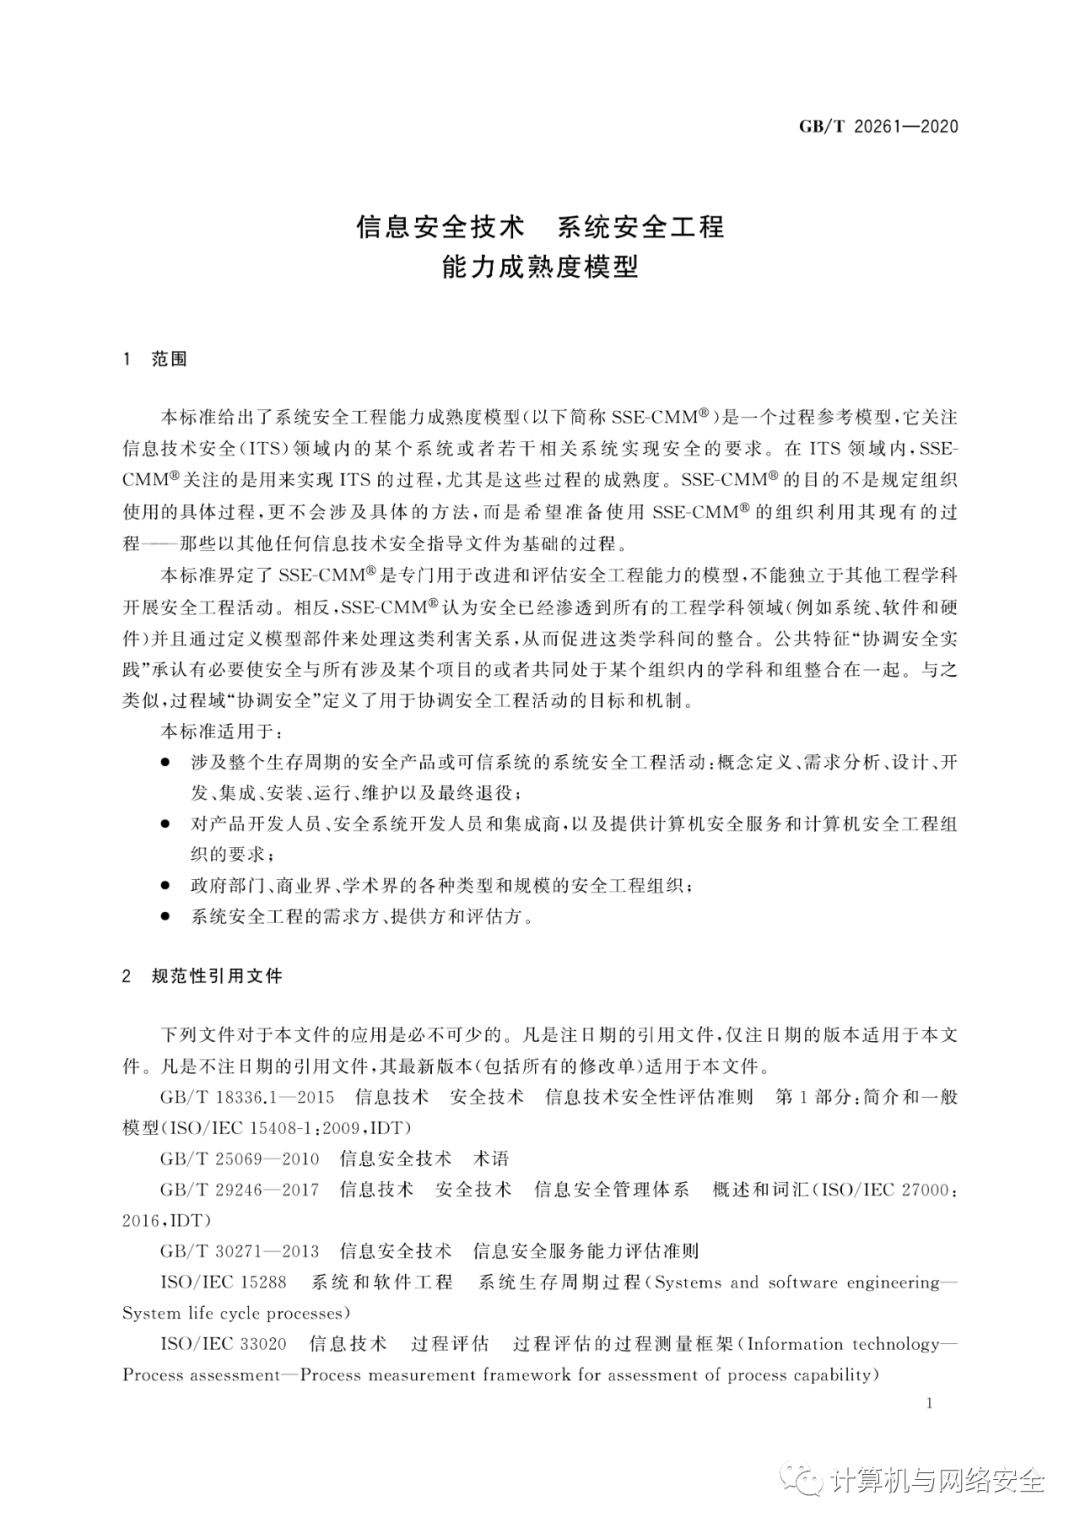 GB/T 20261—2020
信息安全技术　系统安全工程
能力成熟度模型
1　范围
本标准给出了系统安全工程能力成熟度模型(以下简称 SSE-CMM®)是一个过程参考模型,它关注
信息技术安全(ITS)领域内的某个系统或者若干相关系统实现安全的要求。在 ITS 领域内,SSE-
CMM®关注的是用来实现 ITS 的过程,尤其是这些过程的成熟度。SSE-CMM®的目的不是规定组织
使用的具体过程,更不会涉及具体的方法,而是希望准备使用 SSE-CMM®的组织利用其现有的过
程——那些以其他任何信息技术安全指导文件为基础的过程。
本标准界定了 SSE-CMM®是专门用于改进和评估安全工程能力的模型,不能独立于其他工程学科
开展安全工程活动。相反,SSE-CMM®认为安全已经渗透到所有的工程学科领域(例如系统、软件和硬
件)并且通过定义模型部件来处理这类利害关系,从而促进这类学科间的整合。公共特征“协调安全实
践”承认有必要使安全与所有涉及某个项目的或者共同处于某个组织内的学科和组整合在一起。与之
类似,过程域“协调安全”定义了用于协调安全工程活动的目标和机制。
本标准适用于:
● 涉及整个生存周期的安全产品或可信系统的系统安全工程活动:概念定义、需求分析、设计、开
发、集成、安装、运行、维护以及最终退役;
● 对产品开发人员、安全系统开发人员和集成商,以及提供计算机安全服务和计算机安全工程组
织的要求;
● 政府部门、商业界、学术界的各种类型和规模的安全工程组织;
● 系统安全工程的需求方、提供方和评估方。
2　规范性引用文件
下列文件对于本文件的应用是必不可少的。凡是注日期的引用文件,仅注日期的版本适用于本文
件。凡是不注日期的引用文件,其最新版本(包括所有的修改单)适用于本文件。
GB/T 18336.1—2015　信息技术　安全技术　信息技术安全性评估准则　第 1 部分:简介和一般
模型(ISO/IEC 15408-1:2009,IDT)
GB/T 25069—2010　信息安全技术　术语
GB/T 29246—2017　信息技术　安全技术　信息安全管理体系　概述和词汇(ISO/IEC 27000:
2016,IDT)
GB/T 30271—2013　信息安全技术　信息安全服务能力评估准则
ISO/IEC 15288　系统和软件工程　系统生存周期过程(Systems and software engineering—
System life cycle processes)
ISO/IEC 33020　信息技术　过程评估　过程评估的过程测量框架(Information technology—
Process assessment—Process measurement framework for assessment of process capability)
1
计算机与网络安全